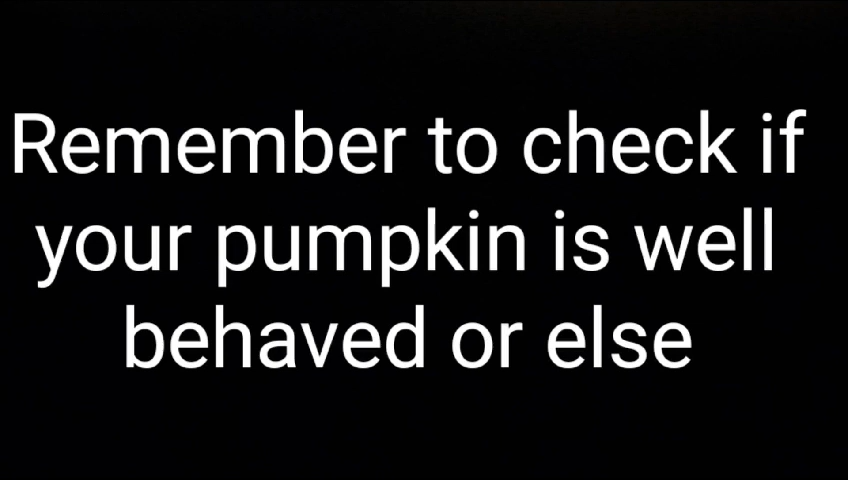 Remember to check if
your pumpkin is well
behaved or else